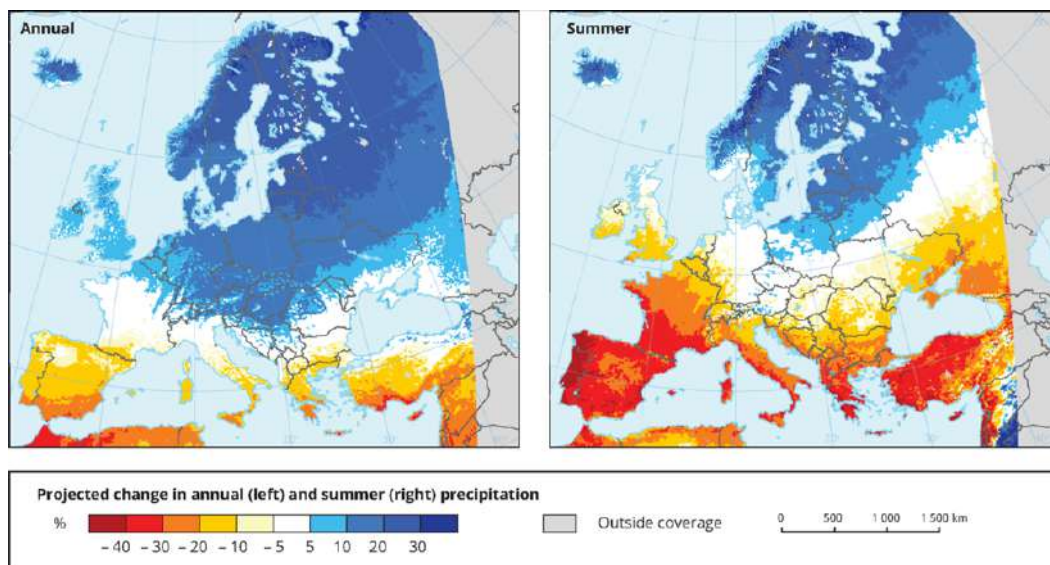 Annual
Summer
Projected change in annual (left) and summer (right) precipitation
%
– 40 – 30 – 20 – 10 – 5 5 10 20 30
Outside coverage
0 500 1 000 1 500 km